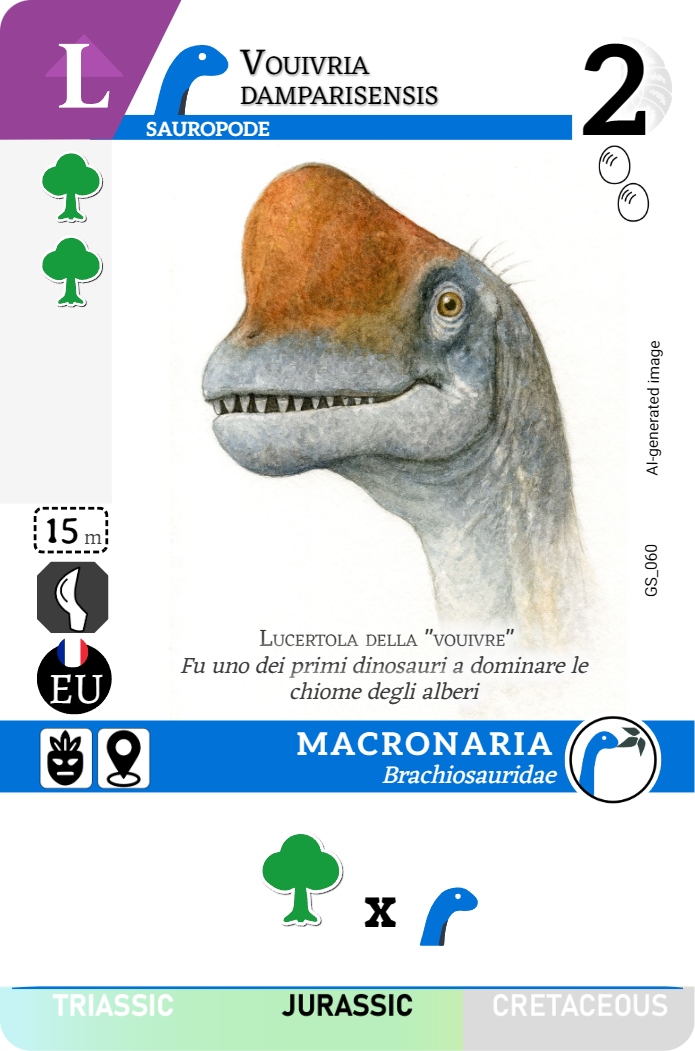 L
Vouivria
damparisensis
2
SAUROPODE
AI-generated image
GS_060
15 m
EU
Lucertola della "vouivre"
Fu uno dei primi dinosauri a dominare le
chiome degli alberi
MACRONARIA
Brachiosauridae
x
TRIASSIC JURASSIC CRETACEOUS